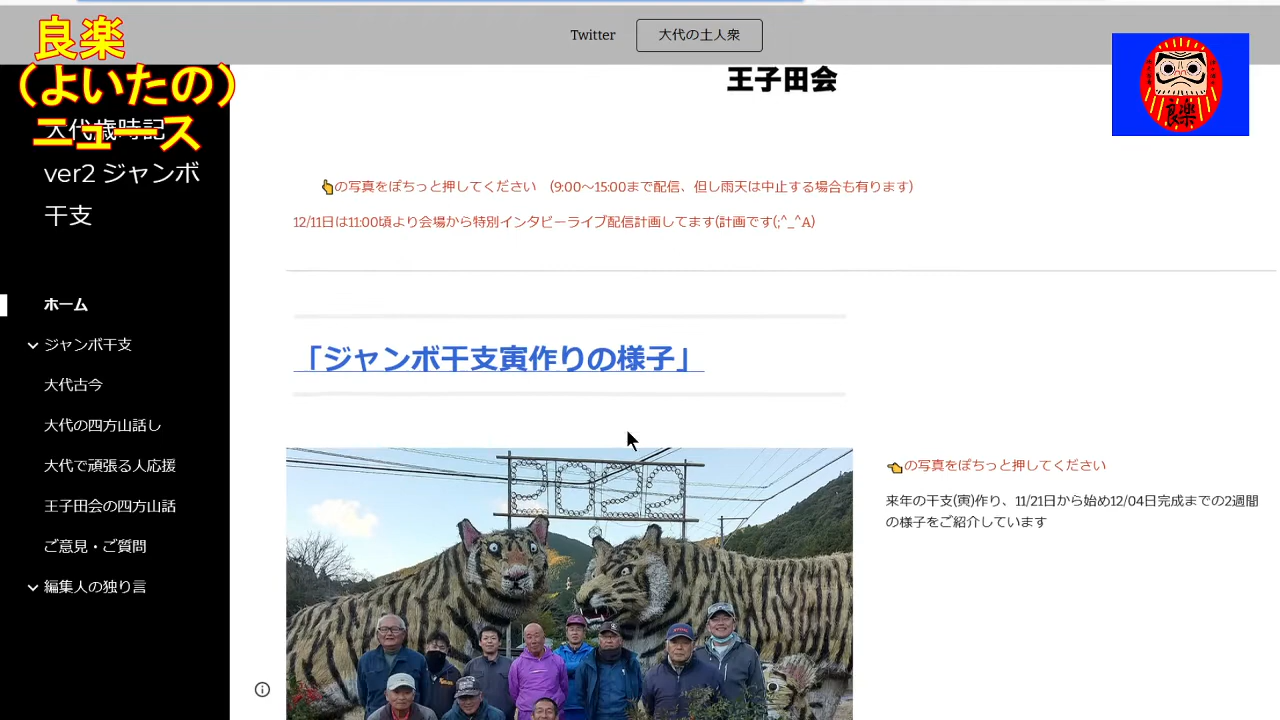 Twitter
大代の土人衆
良楽
（よいたの）
ニュース
良楽
王子田会
大代歳時記
ver2 ジャンボ
干支
👆の写真をぽちっと押してください　(9:00～15:00まで配信、但し雨天は中止する場合も有ります)
12/11日は11:00頃より会場から特別インタビーライブ配信計画してます(計画です(;^_^A)
ホーム
ジャンボ干支
大代古今
大代の四方山話し
大代で頑張る人応援
王子田会の四方山話
ご意見・ご質問
編集人の独り言
「ジャンボ干支寅作りの様子」
2022
👈の写真をぽちっと押してください
来年の干支(寅)作り、11/21日から始め12/04日完成までの2週間
の様子をご紹介しています